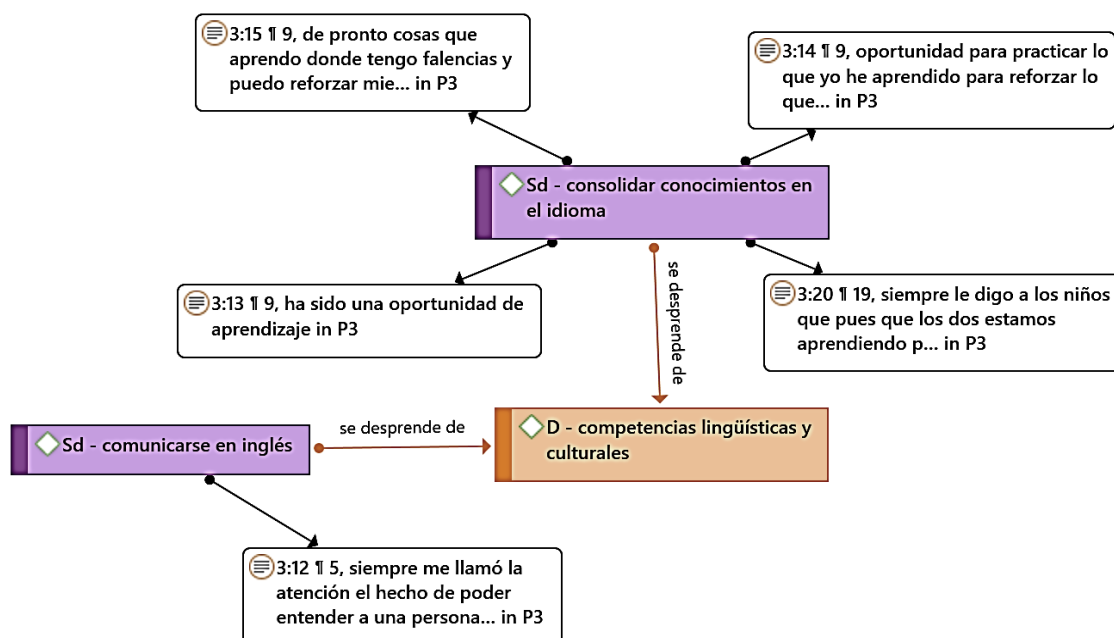 3:15 ¶ 9, de pronto cosas que
aprendo donde tengo falencias y
puedo reforzar mie... in P3
3:14 ¶ 9, oportunidad para practicar lo
que yo he aprendido para reforzar lo
que... in P3
Sd - consolidar conocimientos en
el idioma
3:13 ¶ 9, ha sido una oportunidad de
aprendizaje in P3
se desprende de
3:20 ¶ 19, siempre le digo a los niños
que pues que los dos estamos
aprendiendo p... in P3
Sd - comunicarse en inglés
se desprende de
D - competencias lingüísticas y
culturales
3:12 ¶ 5, siempre me llamó la
atención el hecho de poder
entender a una persona... in P3